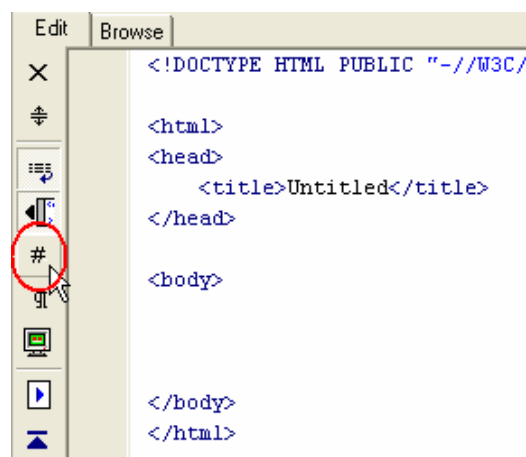 Edit Browse
<!DOCTYPE HTML PUBLIC "-//W3C/
<html>
<head>
<title>Untitled</title>
</head>
#
<body>
¶
</body>
</html>